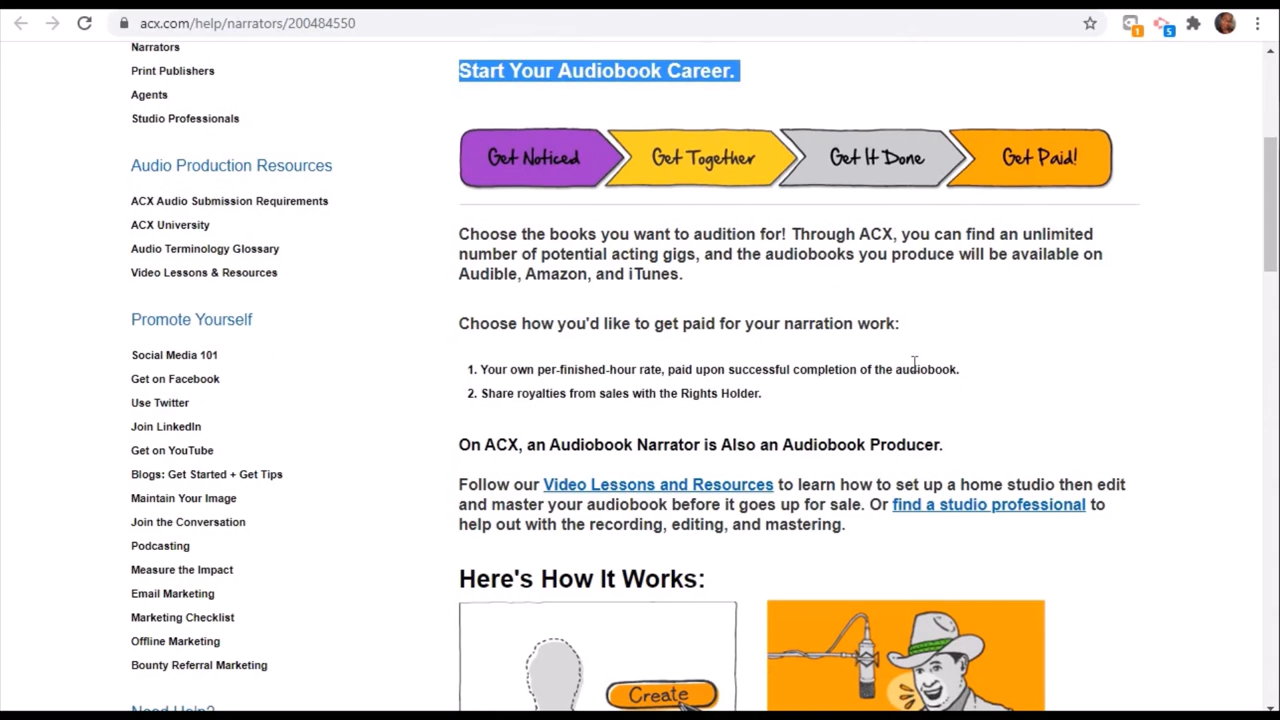 acx.com/help/narrators/200484550
1
5
Narrators
Print Publishers
Agents
Studio Professionals
Audio Production Resources
ACX Audio Submission Requirements
ACX University
Audio Terminology Glossary
Video Lessons & Resources
Promote Yourself
Social Media 101
Get on Facebook
Use Twitter
Join LinkedIn
Get on YouTube
Blogs: Get Started + Get Tips
Maintain Your Image
Join the Conversation
Podcasting
Measure the Impact
Email Marketing
Marketing Checklist
Offline Marketing
Bounty Referral Marketing
Need Help?
Start Your Audiobook Career.
Get Noticed Get Together Get It Done Get Paid!
Choose the books you want to audition for! Through ACX, you can find an unlimited
number of potential acting gigs, and the audiobooks you produce will be available on
Audible, Amazon, and iTunes.
Choose how you'd like to get paid for your narration work:
1. Your own per-finished-hour rate, paid upon successful completion of the audiobook.
2. Share royalties from sales with the Rights Holder.
On ACX, an Audiobook Narrator is Also an Audiobook Producer.
Follow our Video Lessons and Resources to learn how to set up a home studio then edit
and master your audiobook before it goes up for sale. Or find a studio professional to
help out with the recording, editing, and mastering.
Here's How It Works:
Create